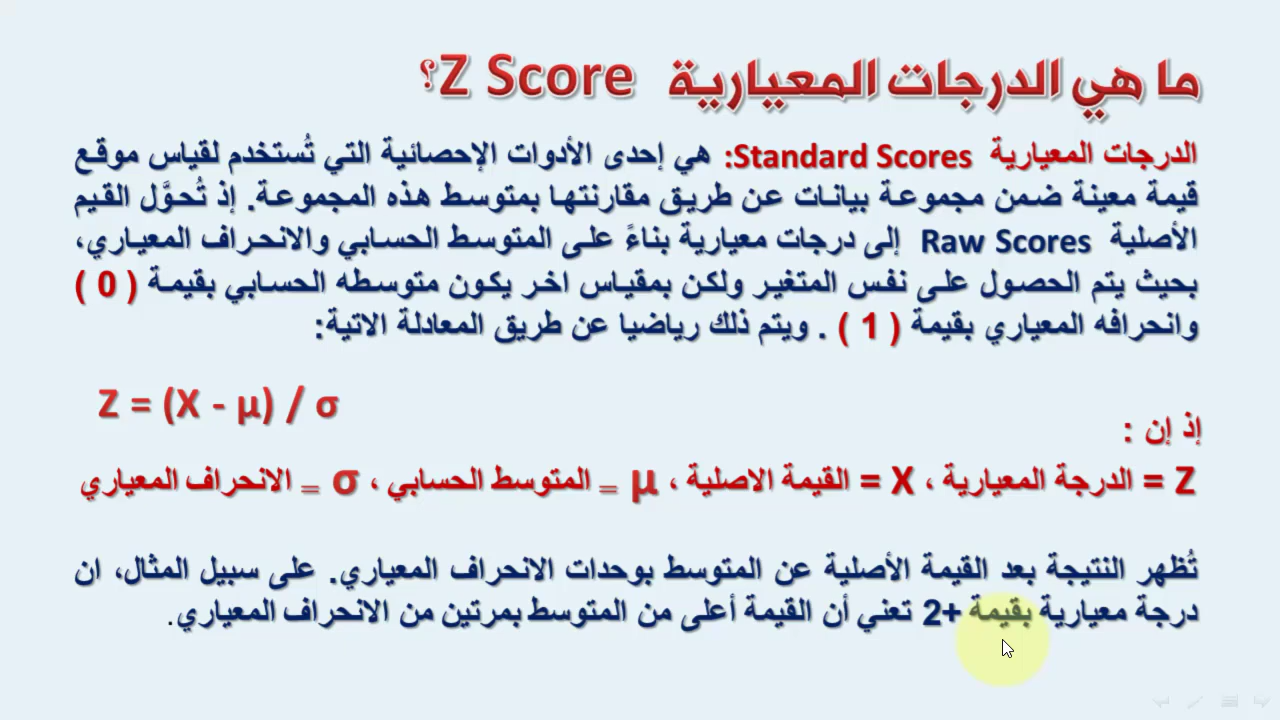 ما هي الدرجات المعيارية Z Score؟
الدرجات المعيارية Standard Scores: هي إحدى الأدوات الإحصائية التي تُستخدم لقياس موقع
قيمة معينة ضمن مجموعة بيانات عن طريق مقارنتها بمتوسط هذه المجموعة. إذ تُحوَّل القيم
الأصلية Raw Scores إلى درجات معيارية بناءً على المتوسط الحسابي والانحراف المعياري،
بحيث يتم الحصول على نفس المتغير ولكن بمقياس اخر يكون متوسطه الحسابي بقيمة ( 0 )
وانحرافه المعياري بقيمة ( 1 ) . ويتم ذلك رياضيا عن طريق المعادلة الاتية:
Z = (X - µ) / σ
إذ إن :
Z = الدرجة المعيارية ، X = القيمة الاصلية ، µ = المتوسط الحسابي ، σ = الانحراف المعياري
تُظهر النتيجة بعد القيمة الأصلية عن المتوسط بوحدات الانحراف المعياري. على سبيل المثال، ان
درجة معيارية بقيمة +2 تعني أن القيمة أعلى من المتوسط بمرتين من الانحراف المعياري.